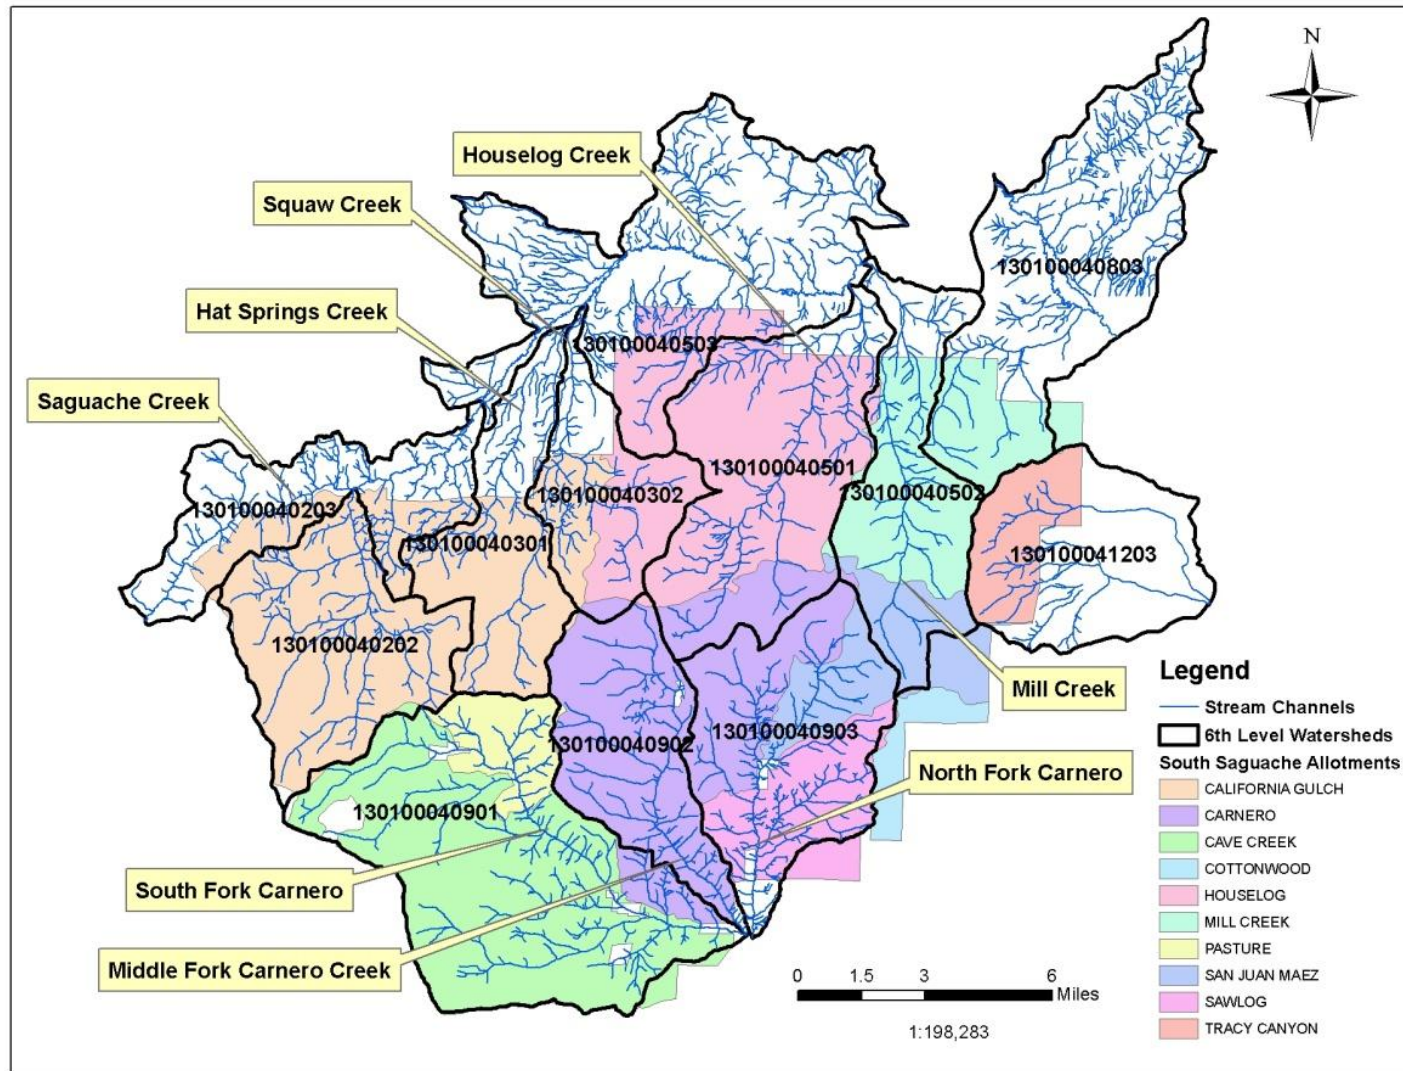 N
Houselog Creek
Squaw Creek
130100040803
Hat Springs Creek
130100040503
Saguache Creek
130100040501
130100040302
130100040502
130100040203
130100040301
130100041203
130100040202
Mill Creek
130100040903
130100040902
North Fork Carnero
130100040901
South Fork Carnero
Middle Fork Carnero Creek
Legend
Stream Channels
6th Level Watersheds
South Saguache Allotments
CALIFORNIA GULCH
CARNERO
CAVE CREEK
COTTONWOOD
HOUSELOG
MILL CREEK
PASTURE
SAN JUAN MAEZ
SAWLOG
TRACY CANYON
0 1.5 3 6
Miles
1:198,283